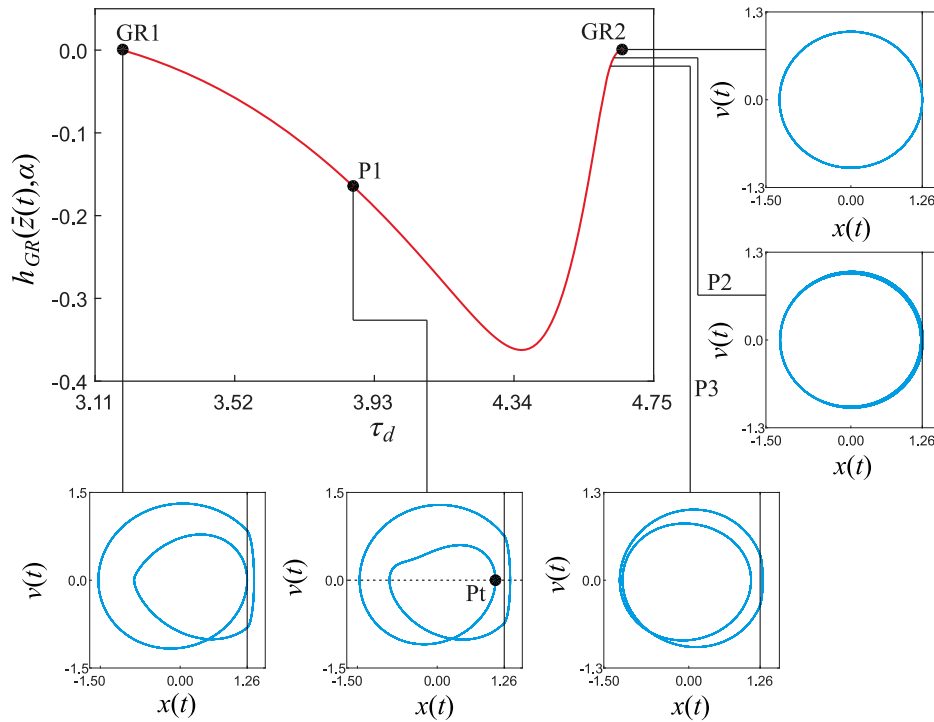 GR1
GR2
P1
0.0
-0.1
-0.2
-0.3
-0.4
3.11 3.52 3.93 4.34 4.75
τd
hGR(z̄(t),α)
P2
P3
1.3
0.0
-1.3
-1.50 0.00 1.26
v(t)
x(t)
1.3
0.0
-1.3
-1.50 0.00 1.26
v(t)
x(t)
1.5
0.0
-1.5
-1.50 0.00 1.26
v(t)
x(t)
1.5
0.0
-1.5
-1.50 0.00 1.26
v(t)
x(t)
Pt
1.3
0.0
-1.3
-1.50 0.00 1.26
v(t)
x(t)